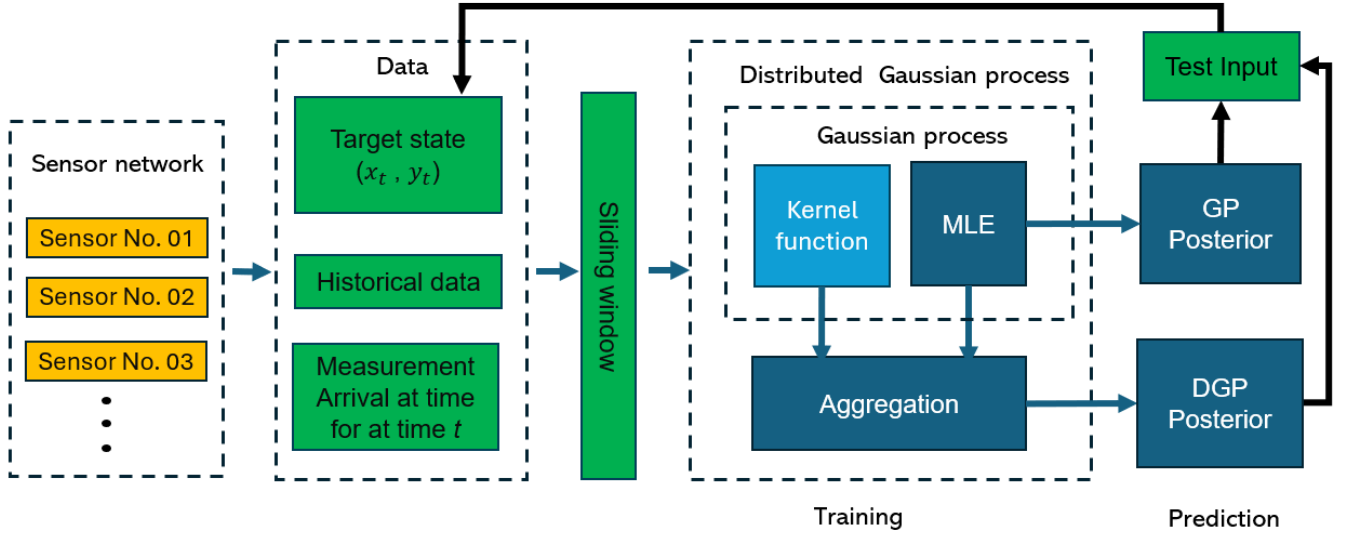 Sensor network
Sensor No. 01
Sensor No. 02
Sensor No. 03
Data
Target state
(x_t , y_t)
Historical data
Measurement
Arrival at time
for at time t
Sliding window
Distributed Gaussian process
Gaussian process
Kernel
function
MLE
Aggregation
Training
Test Input
GP
Posterior
DGP
Posterior
Prediction